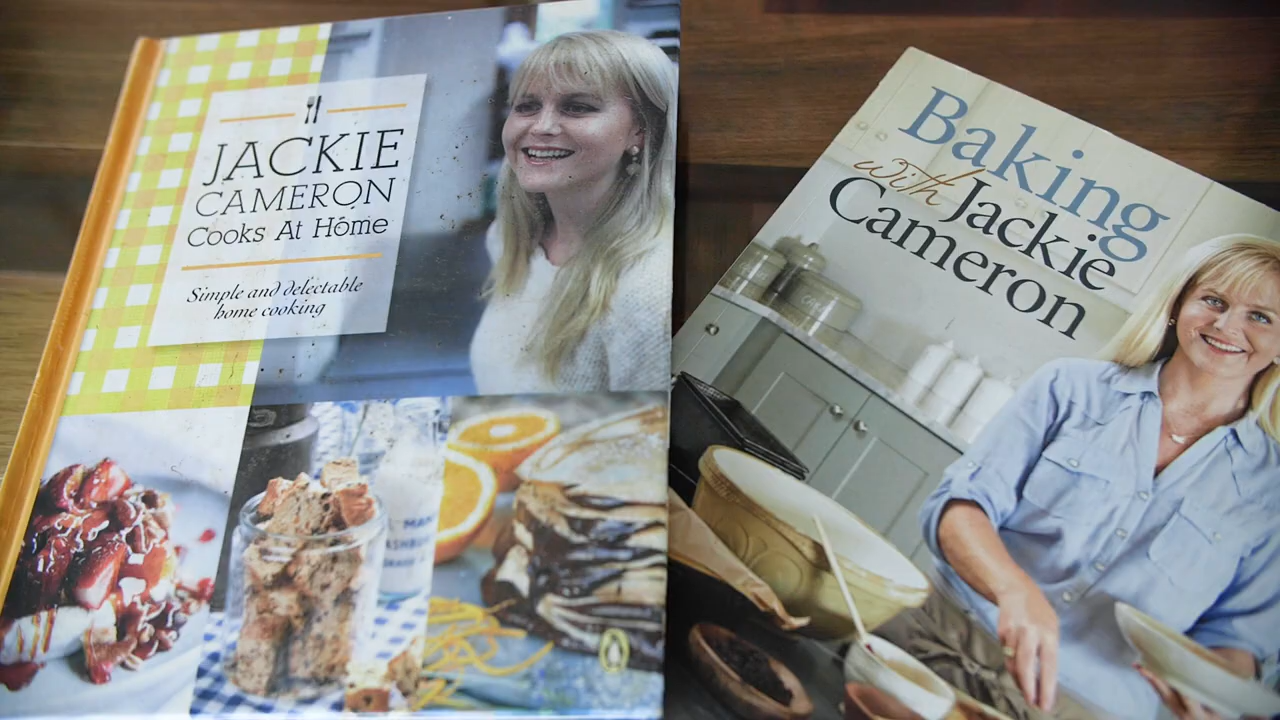 JACKIE
CAMERON
Cooks At Home
Simple and delectable
home cooking
Baking
with Jackie
Cameron